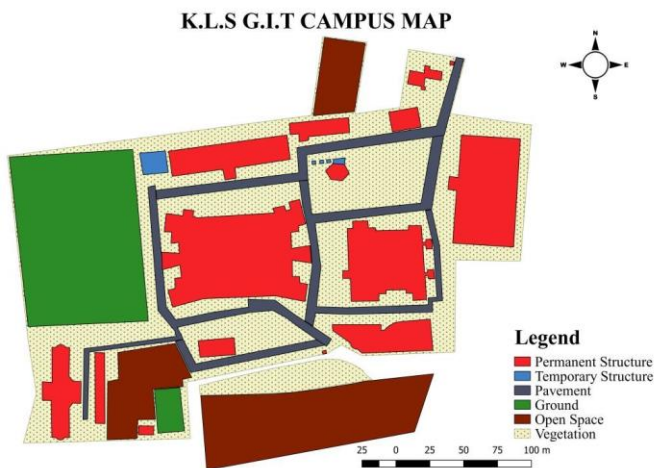 K.L.S G.I.T CAMPUS MAP
N
W E
S
Legend
Permanent Structure
Temporary Structure
Pavement
Ground
Open Space
Vegetation
25 0 25 50 75 100 m